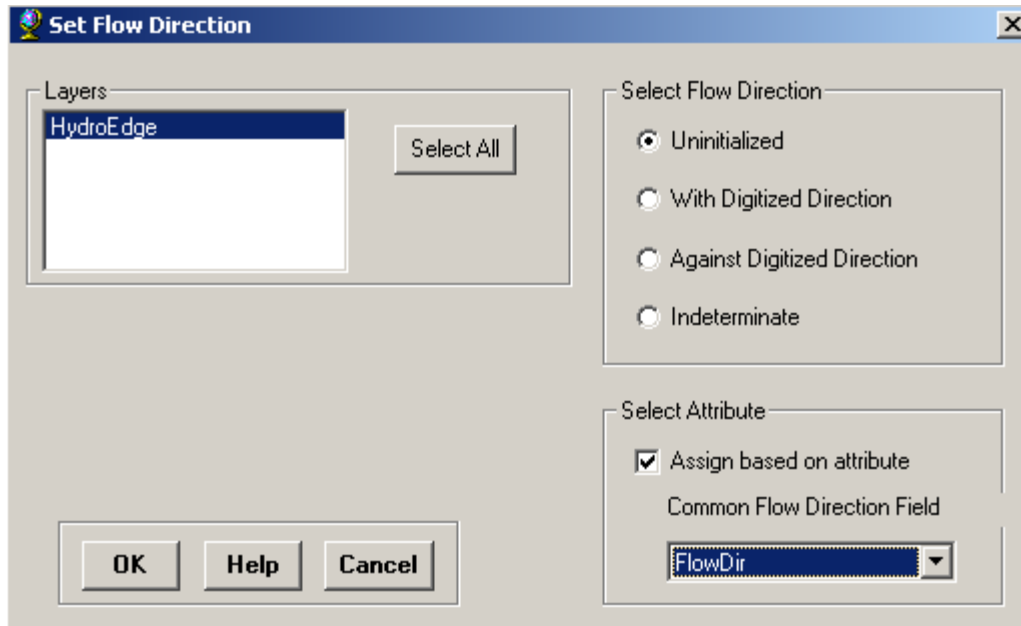 Set Flow Direction
Layers
HydroEdge
Select All
Select Flow Direction
Uninitialized
With Digitized Direction
Against Digitized Direction
Indeterminate
Select Attribute
Assign based on attribute
Common Flow Direction Field
FlowDir
OK
Help
Cancel